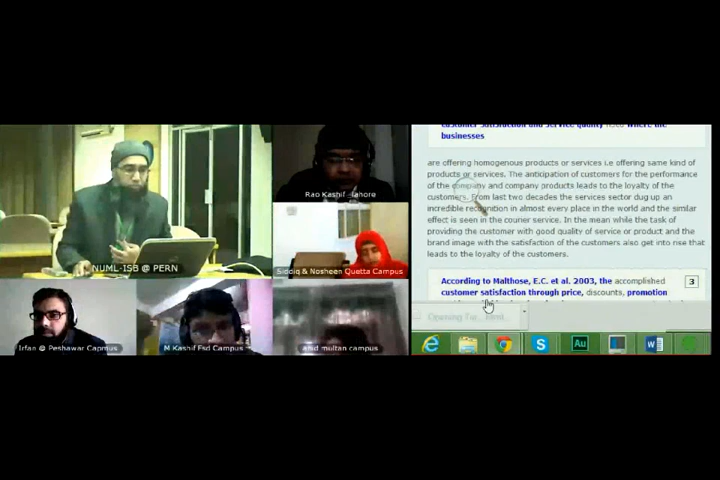 NUML-ISB @ PERN
Rao Kashif - lahore
Siddiq & Nosheen Quetta Campus
Irfan @ Peshawar Capmus
M Kashif Fsd Campus
multan campus
customer Satisfaction and Service quality where the
businesses
are offering homogenous products or services i.e offering same kind of
products or services. The anticipation of customers for the performance
of the company and company products leads to the loyalty of the
customers. From last two decades the services sector dug up an
incredible recognition in almost every place in the world and the similar
effect is seen in the courier service. In the mean while the task of
providing the customer with good quality of service or product and the
brand image with the satisfaction of the customers also get into rise that
leads to the loyalty of the customers.
According to Malthose, E.C. et al. 2003, the accomplished
3
customer satisfaction through price, discounts, promotion
Opening
Au